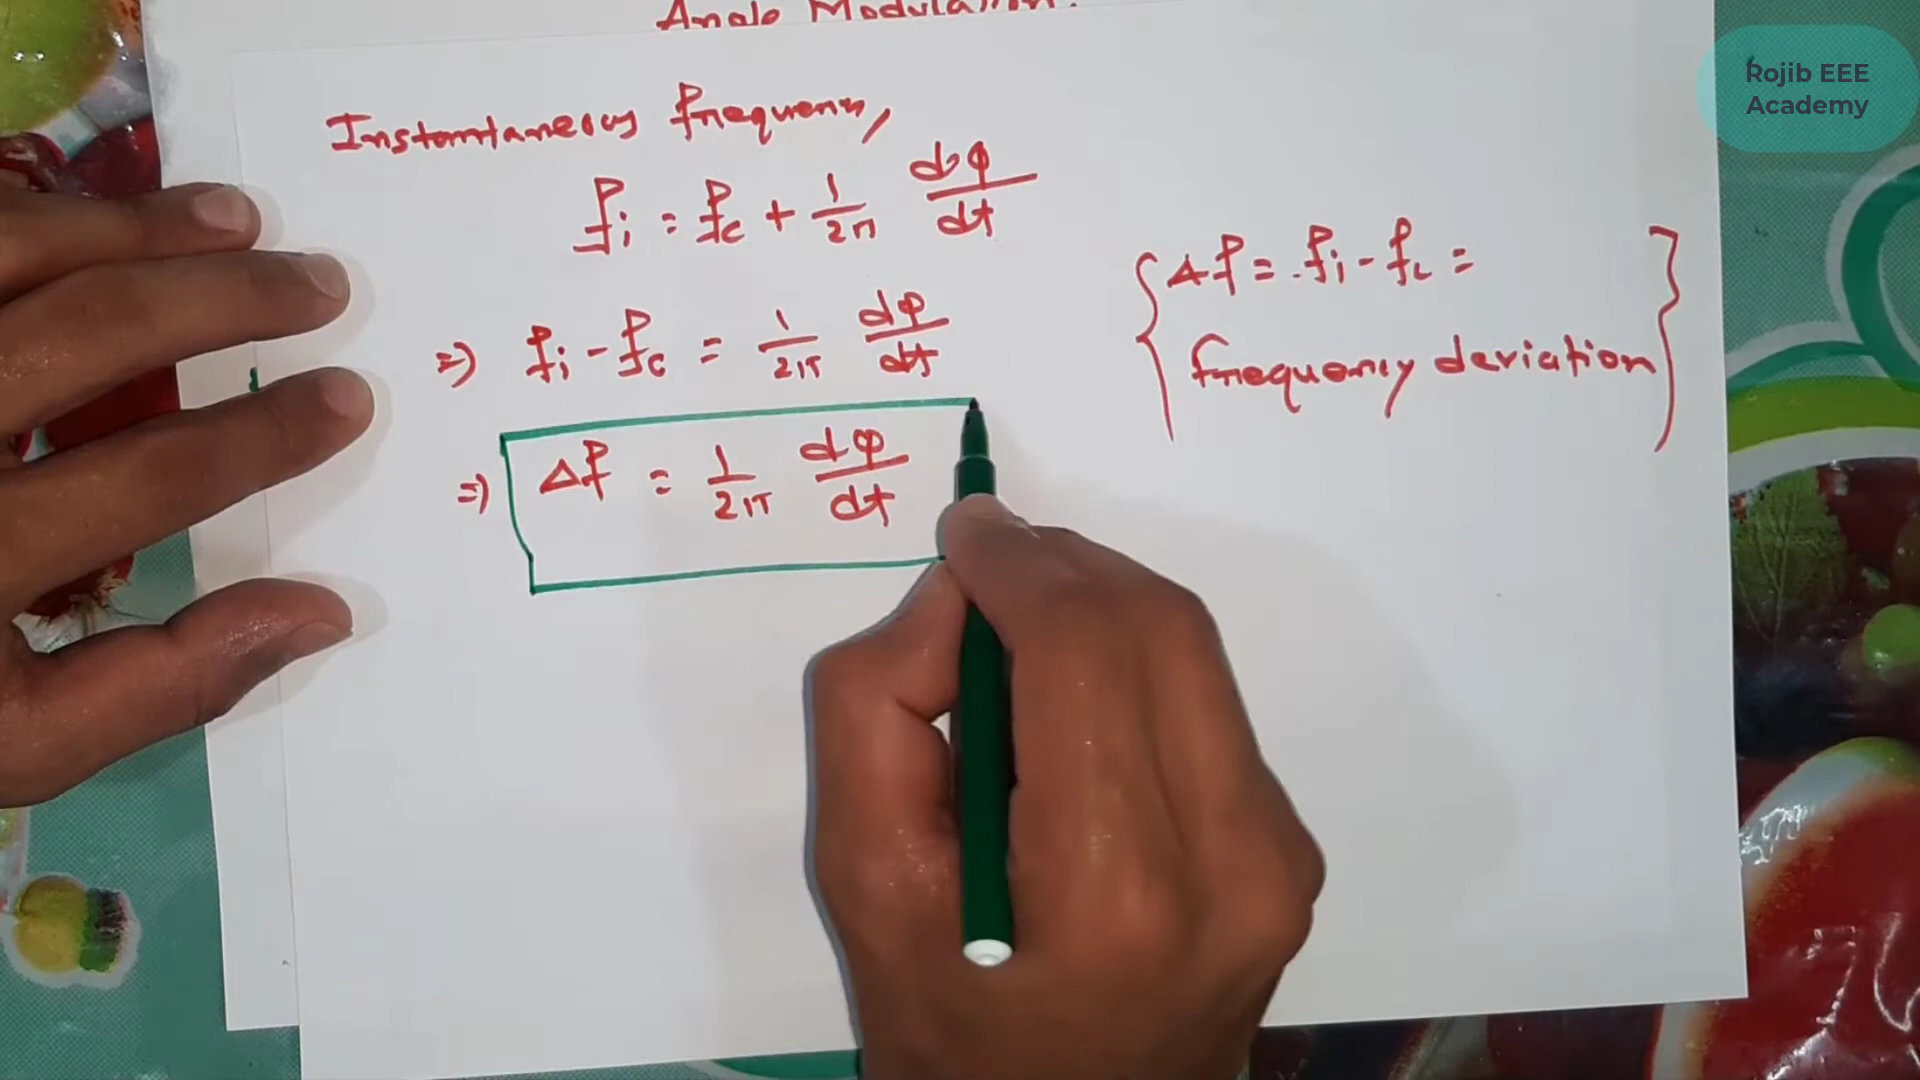 Angle Modulation.
Rojib EEE
Academy
Instantaneous frequency,
fi = fc + 1/2π dφ/dt
=) fi - fc = 1/2π dφ/dt
{ Δf = fi - fc =
frequency deviation }
=) Δf = 1/2π dφ/dt